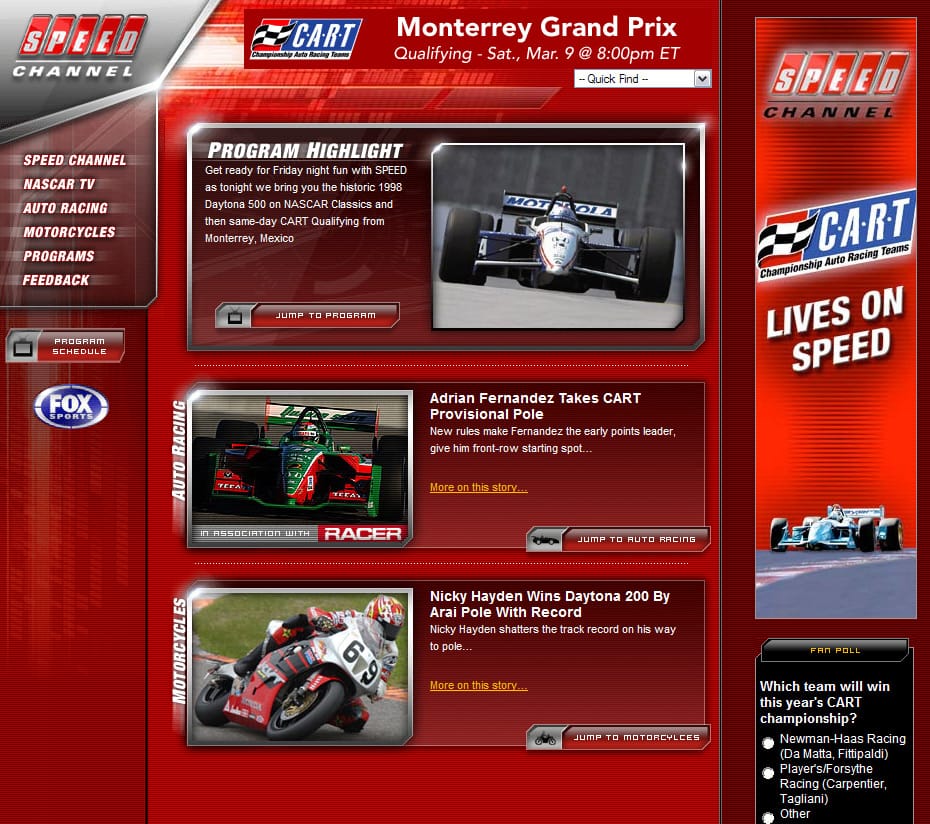 SPEED
CHANNEL
CART
Championship Auto Racing Teams
Monterrey Grand Prix
Qualifying - Sat., Mar. 9 @ 8:00pm ET
-- Quick Find --
SPEED CHANNEL
NASCAR TV
AUTO RACING
MOTORCYCLES
PROGRAMS
FEEDBACK
PROGRAM
SCHEDULE
FOX
SPORTS
PROGRAM HIGHLIGHT
Get ready for Friday night fun with SPEED
as tonight we bring you the historic 1998
Daytona 500 on NASCAR Classics and
then same-day CART Qualifying from
Monterrey, Mexico
JUMP TO PROGRAM
MOTOROLA
AUTO RACING
TECATE
IN ASSOCIATION WITH RACER
Adrian Fernandez Takes CART
Provisional Pole
New rules make Fernandez the early points leader,
give him front-row starting spot...
More on this story...
JUMP TO AUTO RACING
MOTORCYCLES
69
HONDA
Nicky Hayden Wins Daytona 200 By
Arai Pole With Record
Nicky Hayden shatters the track record on his way
to pole...
More on this story...
JUMP TO MOTORCYLCES
SPEED
CHANNEL
CART
Championship Auto Racing Teams
LIVES ON
SPEED
FAN POLL
Which team will win
this year's CART
championship?
Newman-Haas Racing
(Da Matta, Fittipaldi)
Player's/Forsythe
Racing (Carpentier,
Tagliani)
Other